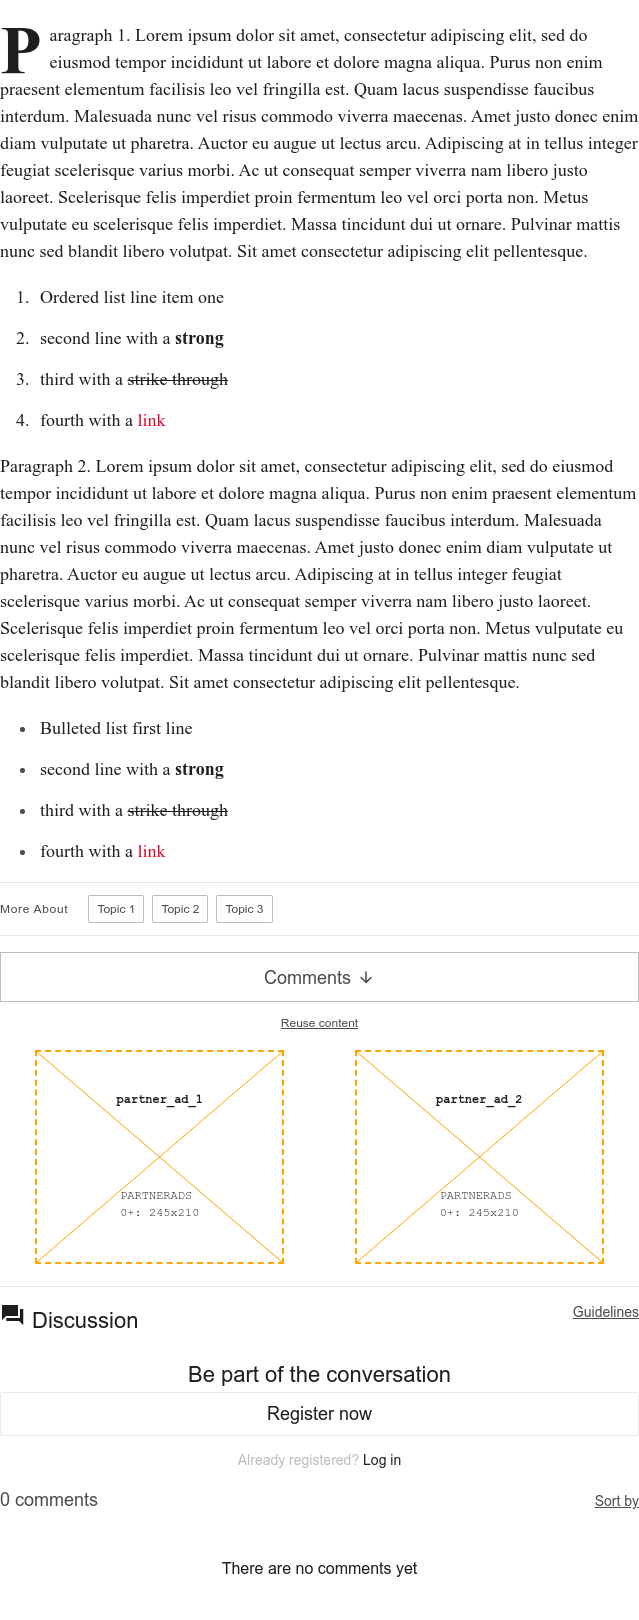 Paragraph 1. Lorem ipsum dolor sit amet, consectetur adipiscing elit, sed do
eiusmod tempor incididunt ut labore et dolore magna aliqua. Purus non enim
praesent elementum facilisis leo vel fringilla est. Quam lacus suspendisse faucibus
interdum. Malesuada nunc vel risus commodo viverra maecenas. Amet justo donec enim
diam vulputate ut pharetra. Auctor eu augue ut lectus arcu. Adipiscing at in tellus integer
feugiat scelerisque varius morbi. Ac ut consequat semper viverra nam libero justo
laoreet. Scelerisque felis imperdiet proin fermentum leo vel orci porta non. Metus
vulputate eu scelerisque felis imperdiet. Massa tincidunt dui ut ornare. Pulvinar mattis
nunc sed blandit libero volutpat. Sit amet consectetur adipiscing elit pellentesque.
1. Ordered list line item one
2. second line with a strong
3. third with a strike through
4. fourth with a link
Paragraph 2. Lorem ipsum dolor sit amet, consectetur adipiscing elit, sed do eiusmod
tempor incididunt ut labore et dolore magna aliqua. Purus non enim praesent elementum
facilisis leo vel fringilla est. Quam lacus suspendisse faucibus interdum. Malesuada
nunc vel risus commodo viverra maecenas. Amet justo donec enim diam vulputate ut
pharetra. Auctor eu augue ut lectus arcu. Adipiscing at in tellus integer feugiat
scelerisque varius morbi. Ac ut consequat semper viverra nam libero justo laoreet.
Scelerisque felis imperdiet proin fermentum leo vel orci porta non. Metus vulputate eu
scelerisque felis imperdiet. Massa tincidunt dui ut ornare. Pulvinar mattis nunc sed
blandit libero volutpat. Sit amet consectetur adipiscing elit pellentesque.
• Bulleted list first line
• second line with a strong
• third with a strike through
• fourth with a link
More About Topic 1 Topic 2 Topic 3
Comments ↓
Reuse content
partner_ad_1
PARTNERADS
0+: 245x210
partner_ad_2
PARTNERADS
0+: 245x210
Discussion
Guidelines
Be part of the conversation
Register now
Already registered? Log in
0 comments
Sort by
There are no comments yet